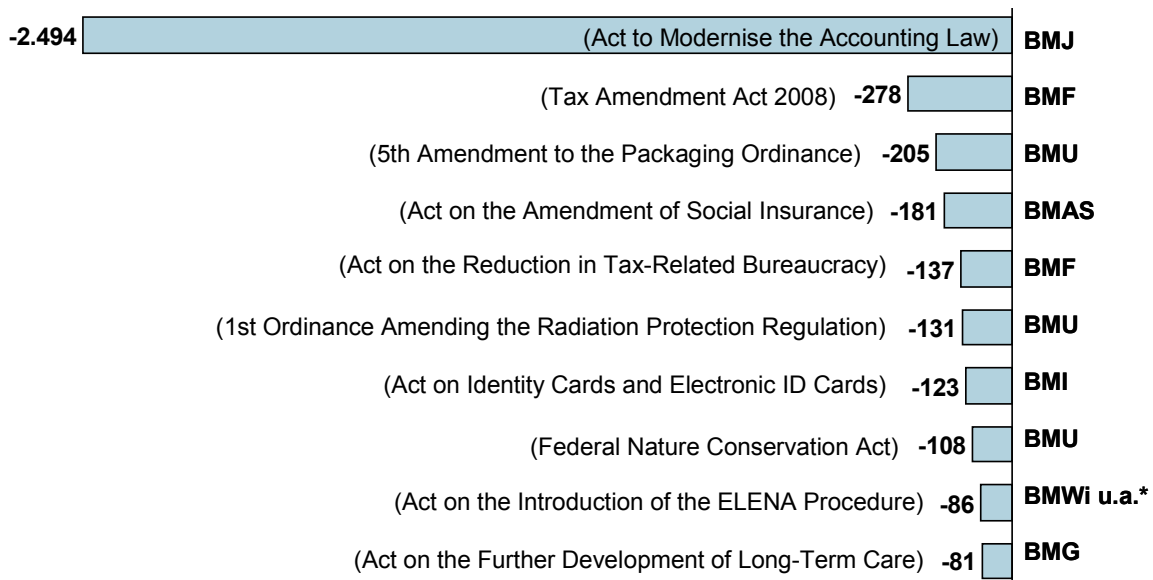 -2.494 (Act to Modernise the Accounting Law) BMJ
(Tax Amendment Act 2008) -278 BMF
(5th Amendment to the Packaging Ordinance) -205 BMU
(Act on the Amendment of Social Insurance) -181 BMAS
(Act on the Reduction in Tax-Related Bureaucracy) -137 BMF
(1st Ordinance Amending the Radiation Protection Regulation) -131 BMU
(Act on Identity Cards and Electronic ID Cards) -123 BMI
(Federal Nature Conservation Act) -108 BMU
(Act on the Introduction of the ELENA Procedure) -86 BMWi u.a.*
(Act on the Further Development of Long-Term Care) -81 BMG